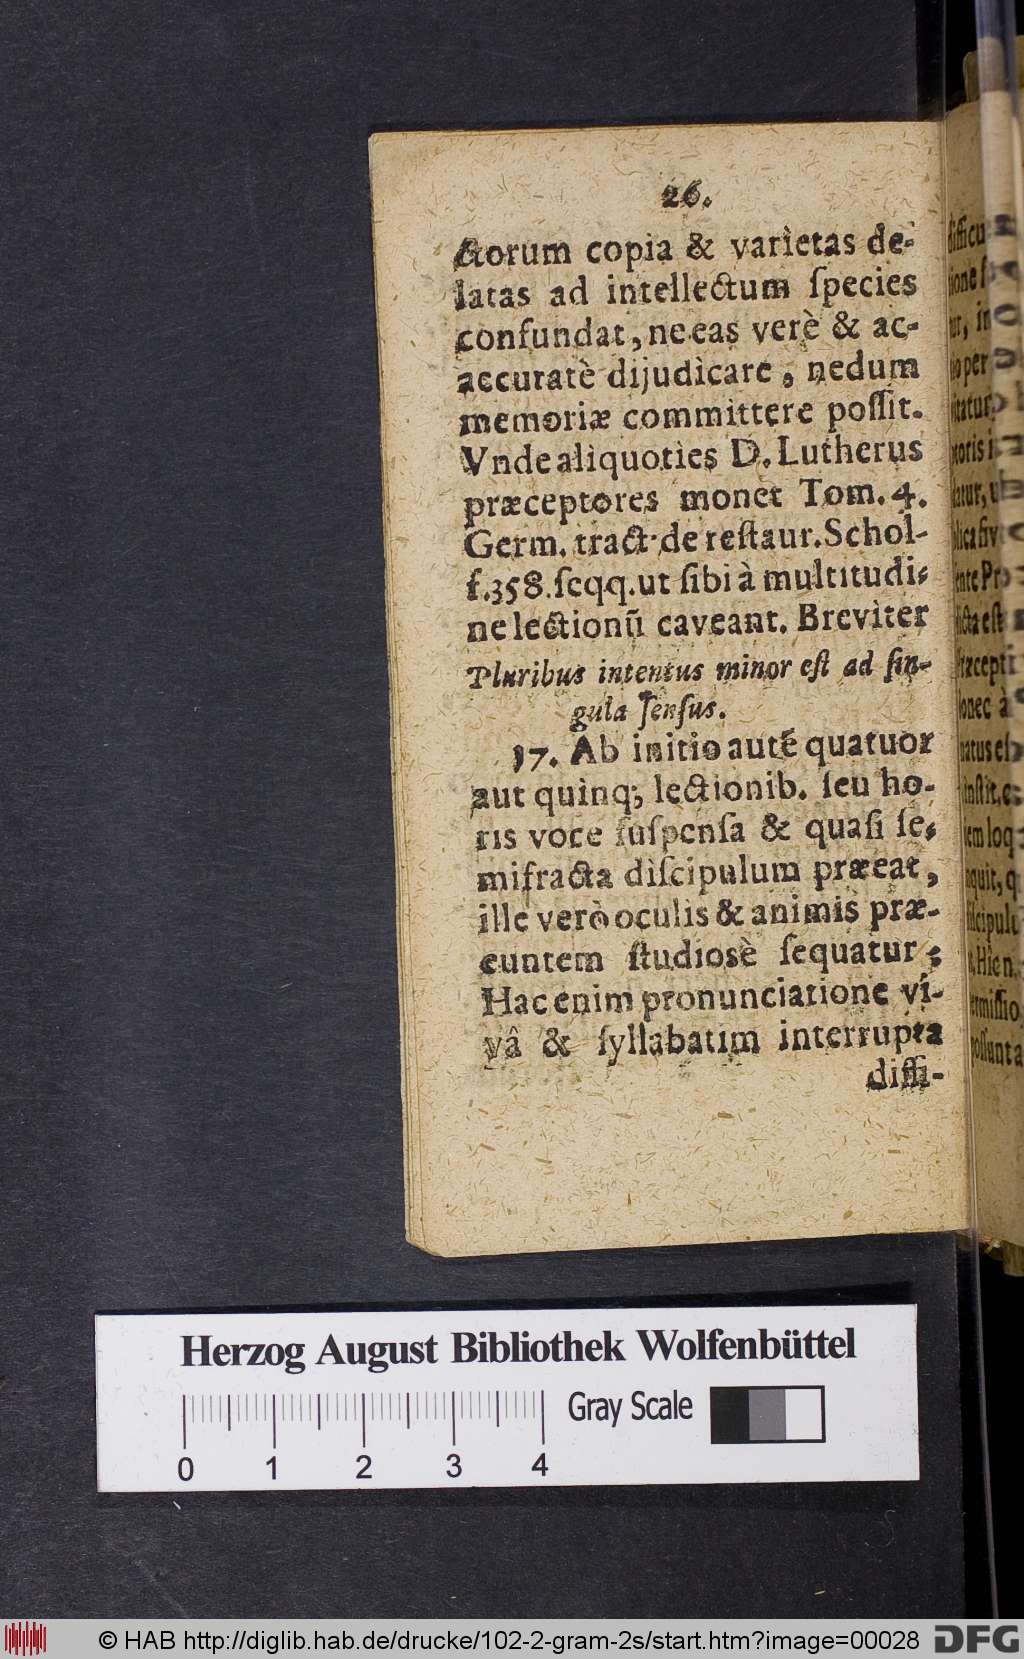 26.
ctorum copia & varietas de-
latas ad intellectum ſpecies
confundat, ne eas verè & ac-
accuratè dijudicare, nedum
memoriæ committere poſſit.
Vnde aliquoties D. Lutherus
præceptores monet Tom. 4.
Germ. tract. de reſtaur. Schol-
f. 358. ſeqq. ut ſibi à multitudi-
ne lectionũ caveant. Breviter
Pluribus intentus minor eſt ad ſin-
gula ſenſus.
17. Ab initio autẽ quatuor
aut quinq; lectionib. ſeu ho-
ris voce ſuſpenſa & quaſi ſe-
mifracta diſcipulum præeat,
ille verò oculis & animis præ-
euntem ſtudiosè ſequatur;
Hac enim pronunciatione vi-
vâ & ſyllabatim interrupta
diffi-
Herzog August Bibliothek Wolfenbüttel
Gray Scale
0 1 2 3 4
© HAB http://diglib.hab.de/drucke/102-2-gram-2s/start.htm?image=00028
DFG